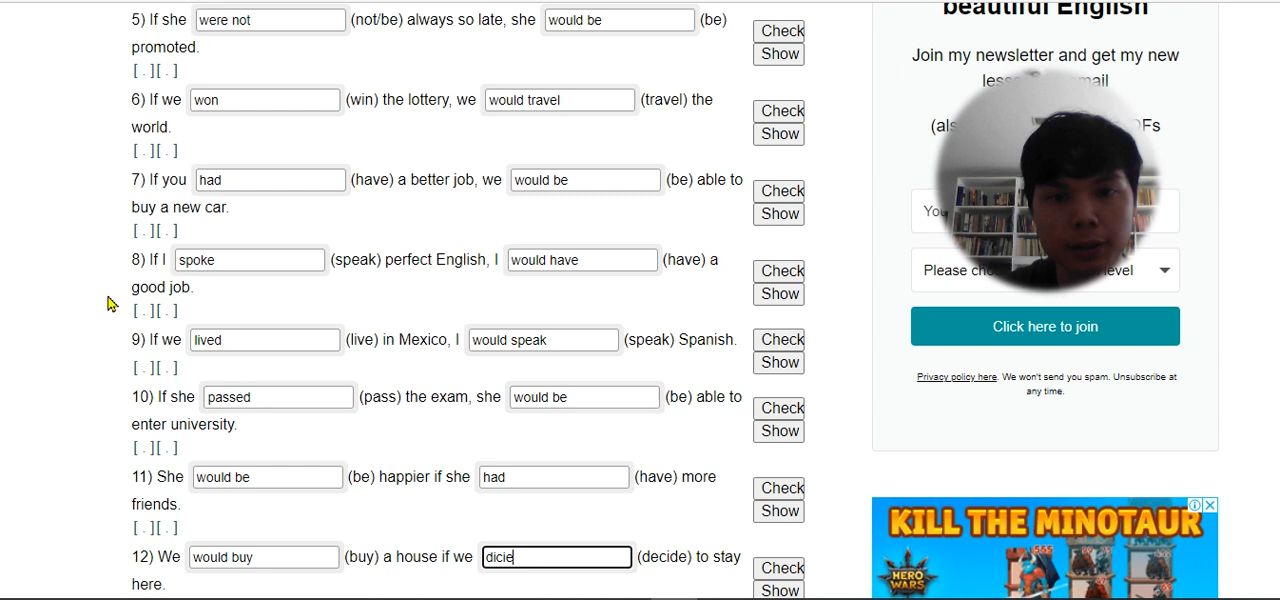 beautiful English
5) If she were not (not/be) always so late, she would be (be)
promoted.
[ . ][ . ]
Check
Show
6) If we won (win) the lottery, we would travel (travel) the
world.
[ . ][ . ]
Check
Show
7) If you had (have) a better job, we would be (be) able to
buy a new car.
[ . ][ . ]
Check
Show
8) If I spoke (speak) perfect English, I would have (have) a
good job.
[ . ][ . ]
Check
Show
9) If we lived (live) in Mexico, I would speak (speak) Spanish.
[ . ][ . ]
Check
Show
10) If she passed (pass) the exam, she would be (be) able to
enter university.
[ . ][ . ]
Check
Show
11) She would be (be) happier if she had (have) more
friends.
[ . ][ . ]
Check
Show
12) We would buy (buy) a house if we dicie (decide) to stay
here.
Check
Show
Join my newsletter and get my new
Please
Click here to join
Privacy policy here. We won't send you spam. Unsubscribe at
any time.
KILL THE MINOTAUR
HERO
WARS